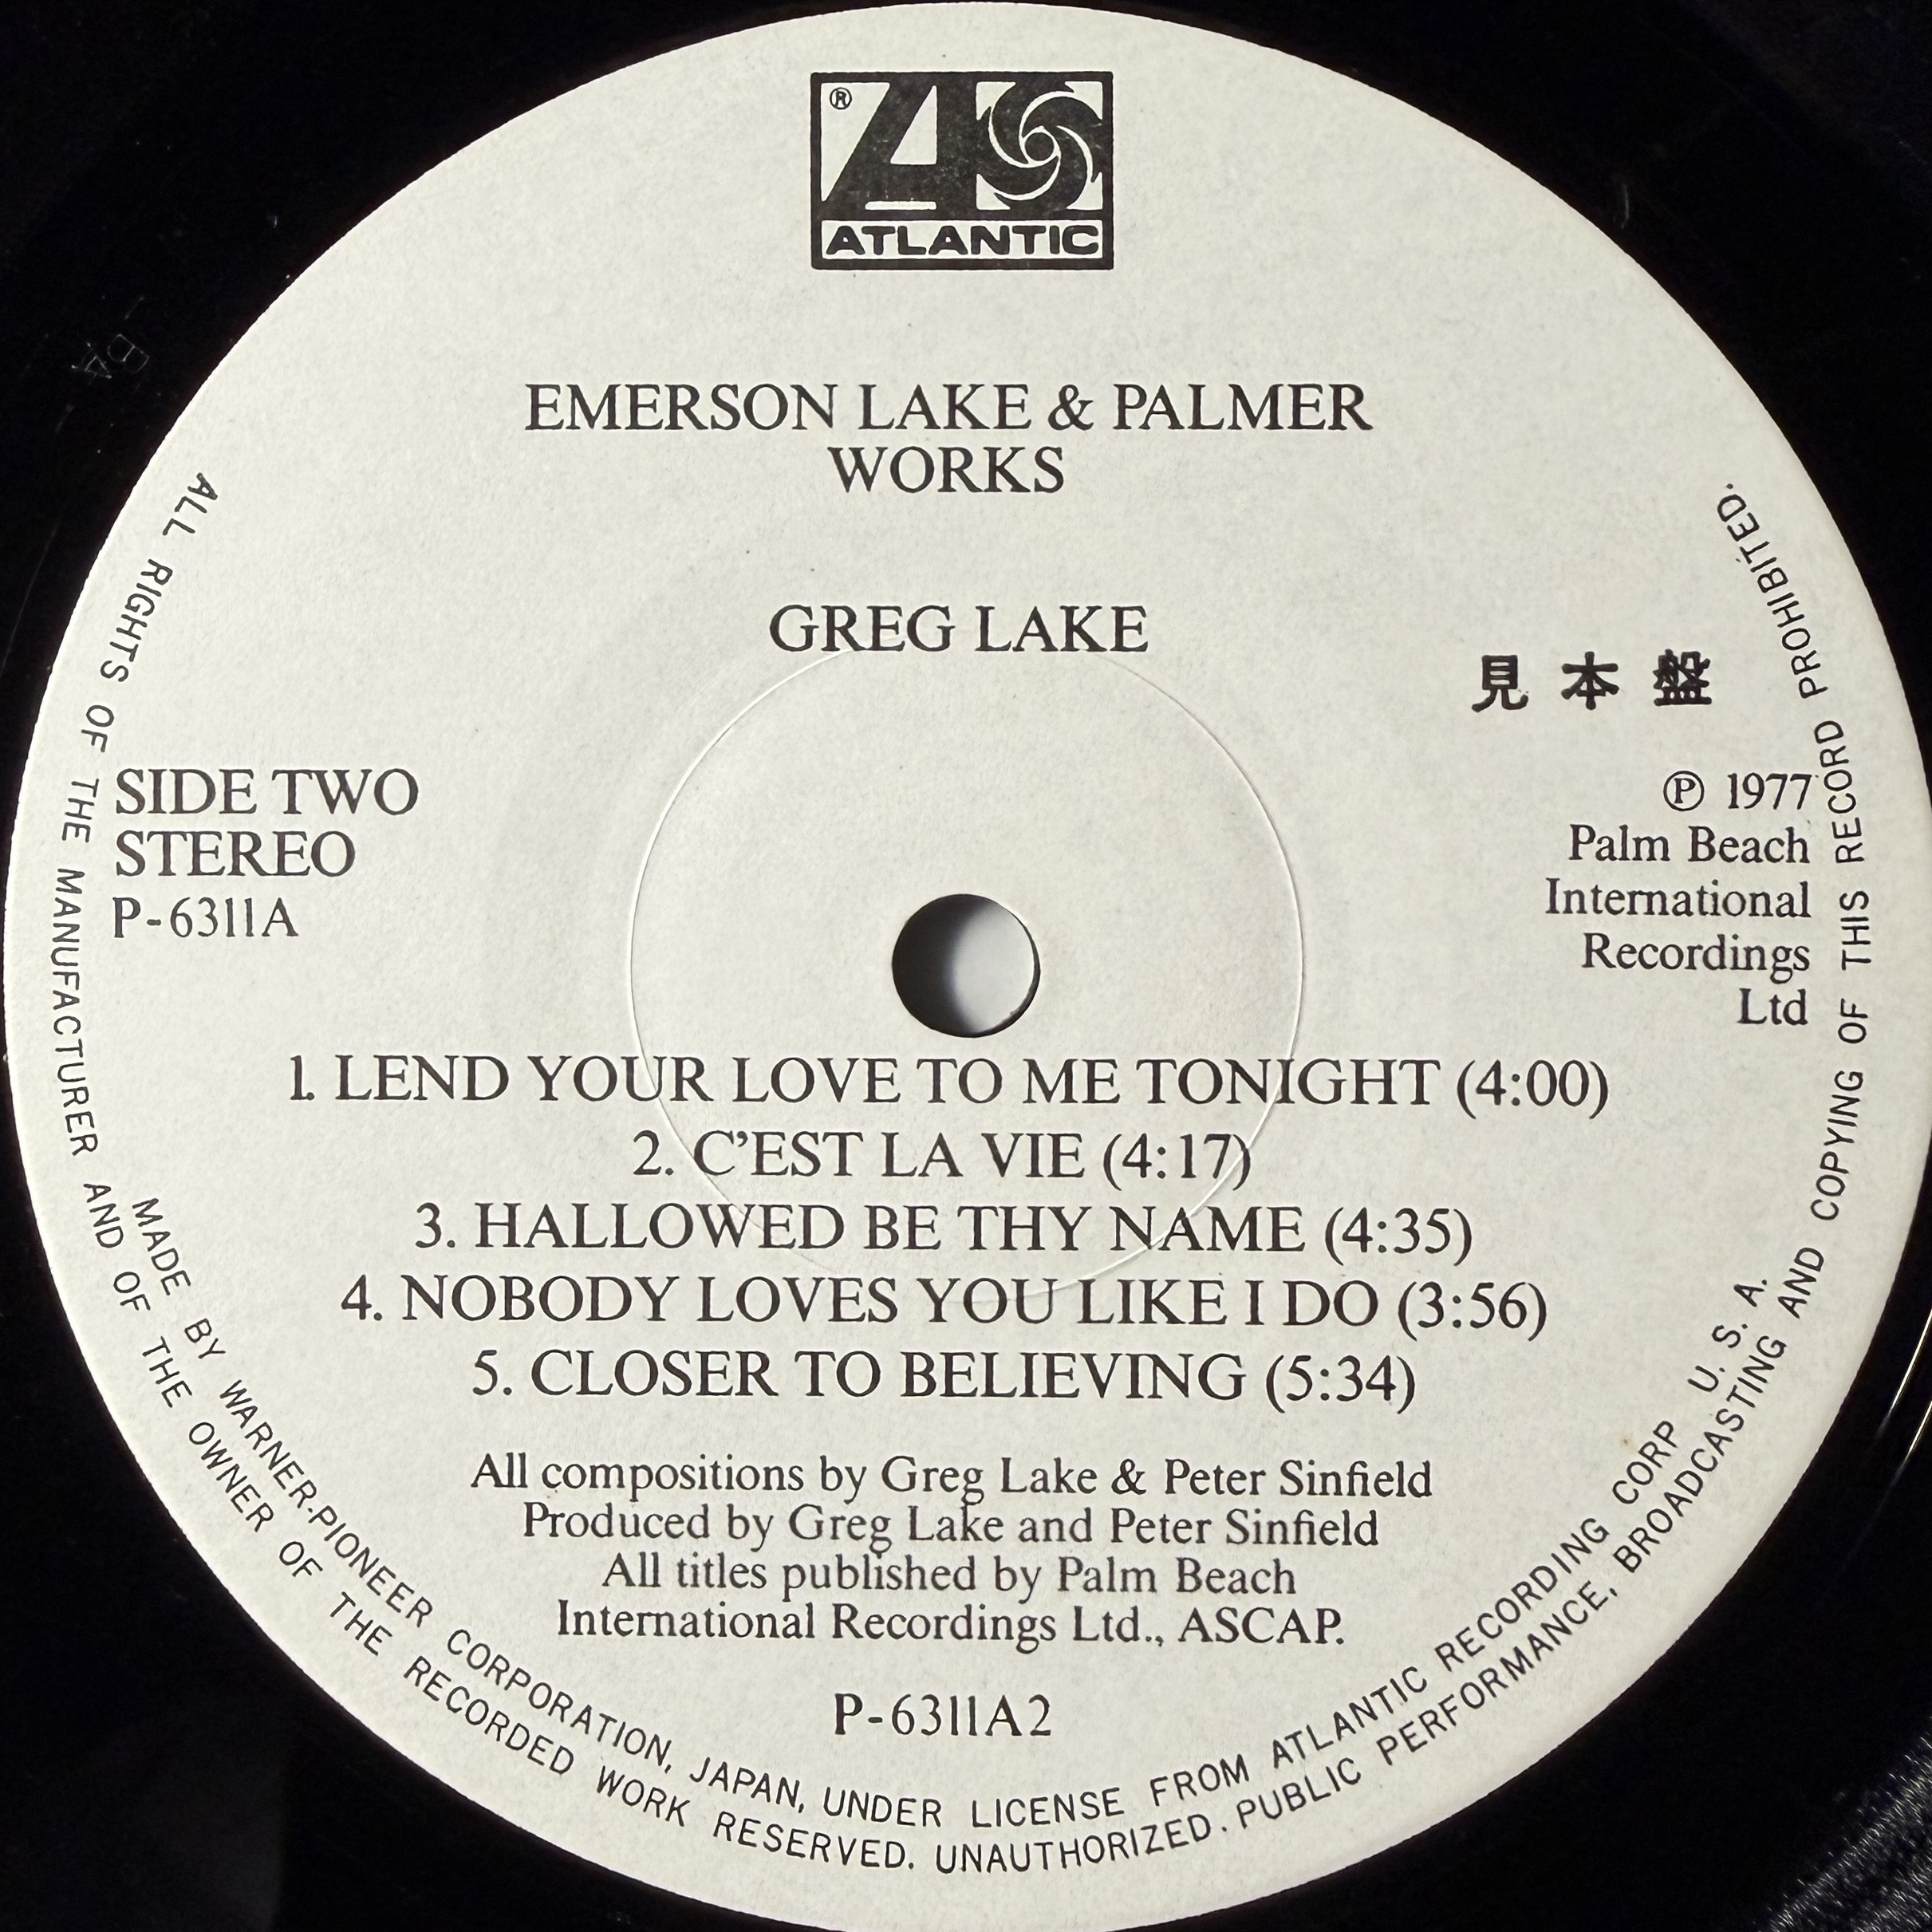 ®
ATLANTIC
EMERSON LAKE & PALMER
WORKS
GREG LAKE
見本盤
SIDE TWO
STEREO
P-6311A
℗ 1977
Palm Beach
International
Recordings
Ltd
1. LEND YOUR LOVE TO ME TONIGHT (4:00)
2. C'EST LA VIE (4:17)
3. HALLOWED BE THY NAME (4:35)
4. NOBODY LOVES YOU LIKE I DO (3:56)
5. CLOSER TO BELIEVING (5:34)
All compositions by Greg Lake & Peter Sinfield
Produced by Greg Lake and Peter Sinfield
All titles published by Palm Beach
International Recordings Ltd., ASCAP.
P-6311A2
MADE BY WARNER-PIONEER CORPORATION, JAPAN, UNDER LICENSE FROM ATLANTIC RECORDING CORP U. S. A.
ALL RIGHTS OF THE MANUFACTURER AND OF THE OWNER OF THE RECORDED WORK RESERVED. UNAUTHORIZED. PUBLIC PERFORMANCE, BROADCASTING AND COPYING OF THIS RECORD PROHIBITED.